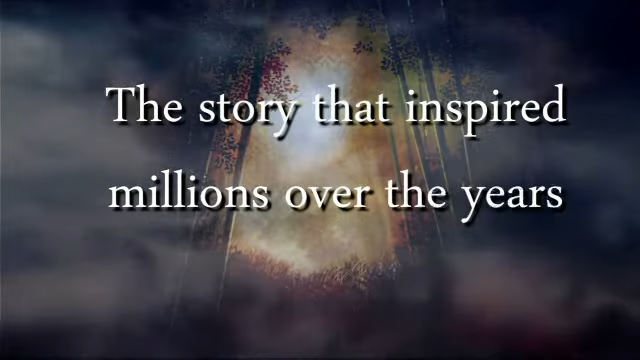 The story that inspired
millions over the years